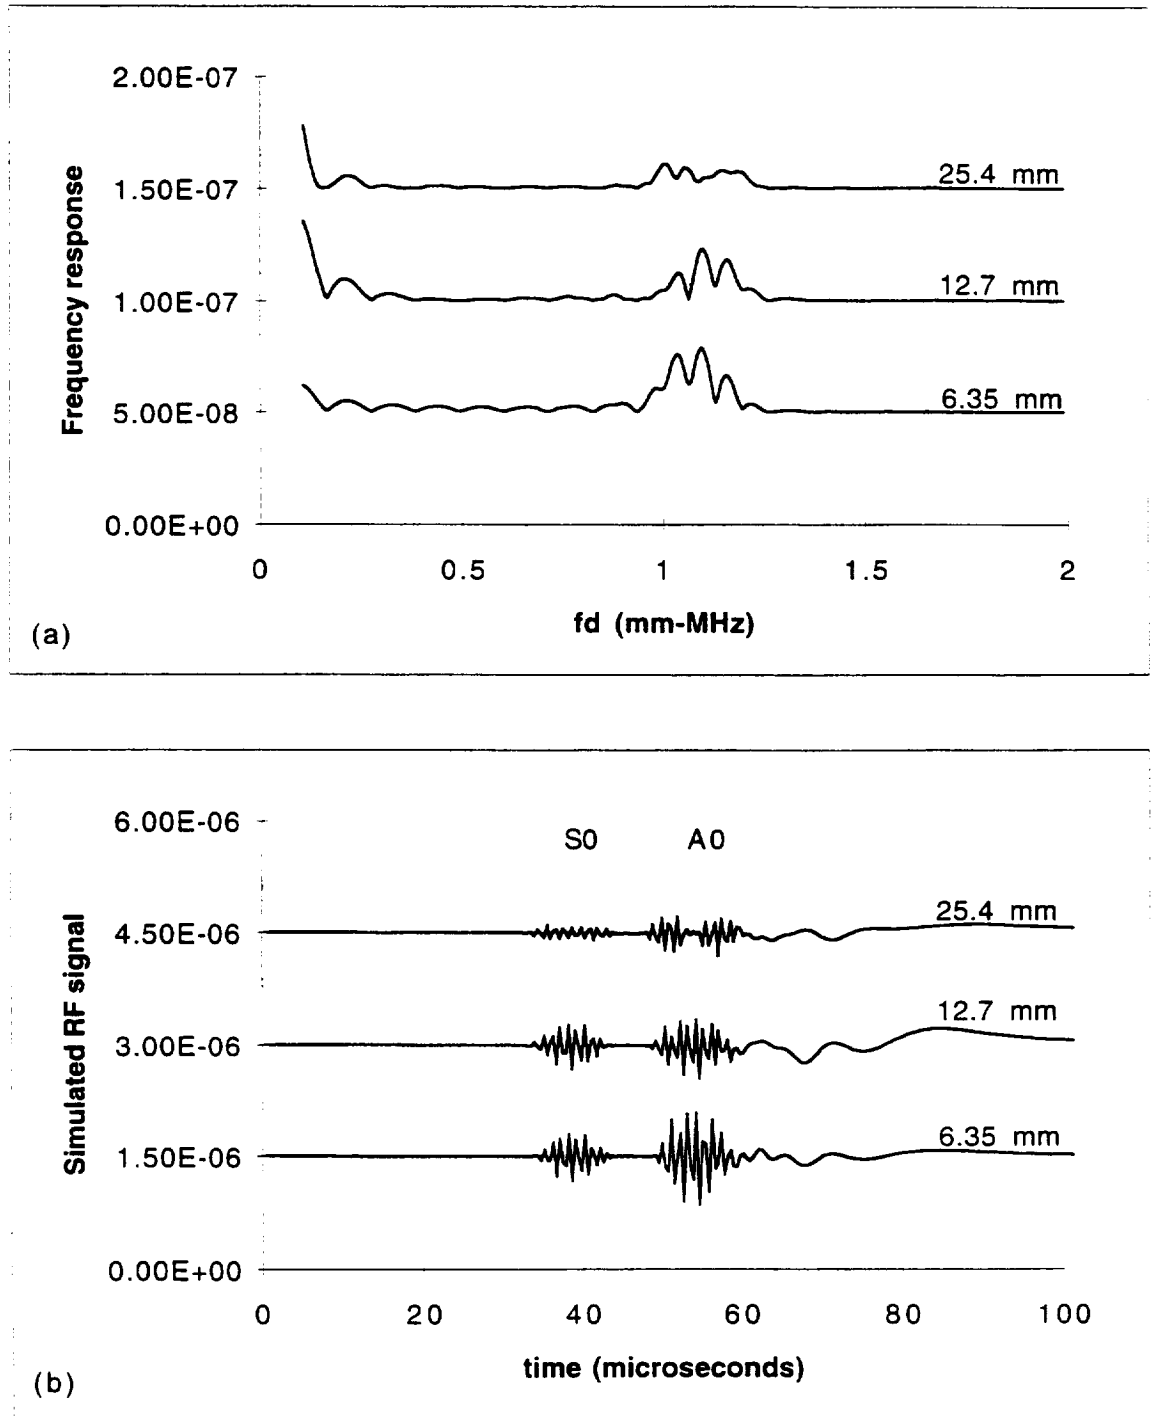 2.00E-07
1.50E-07
1.00E-07
5.00E-08
0.00E+00
Frequency response
25.4 mm
12.7 mm
6.35 mm
0 0.5 1 1.5 2
fd (mm-MHz)
(a)
6.00E-06
4.50E-06
3.00E-06
1.50E-06
0.00E+00
Simulated RF signal
S0 A0
25.4 mm
12.7 mm
6.35 mm
0 20 40 60 80 100
time (microseconds)
(b)